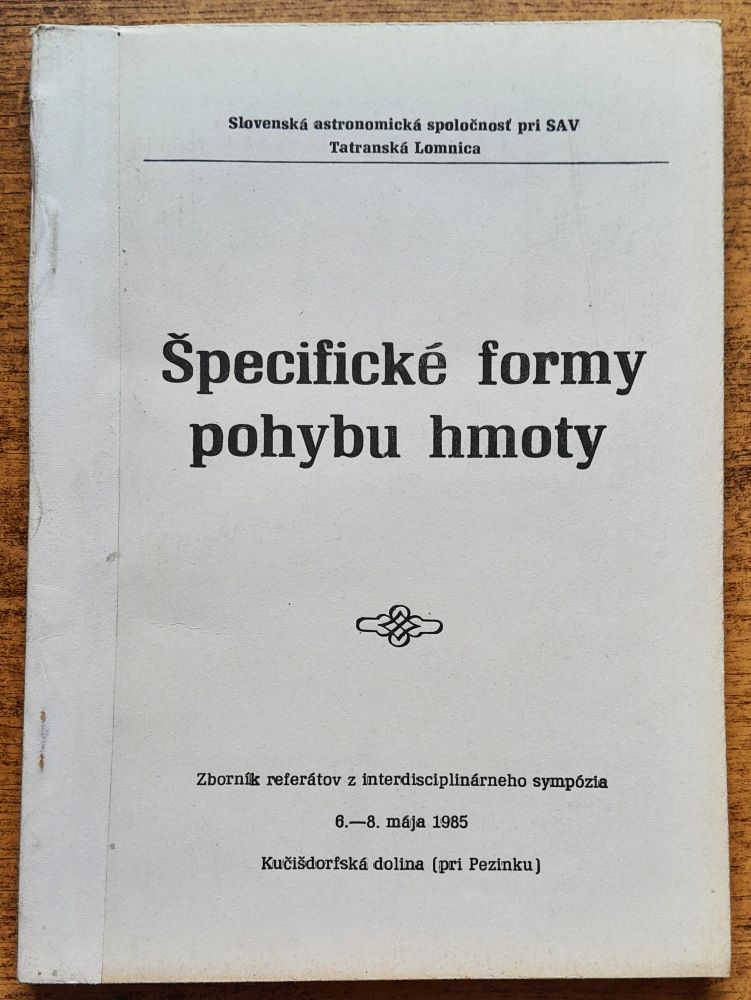 Slovenská astronomická spoločnosť pri SAV
Tatranská Lomnica
Špecifické formy
pohybu hmoty
Zborník referátov z interdisciplinárneho sympózia
6.—8. mája 1985
Kučišdorfská dolina (pri Pezinku)